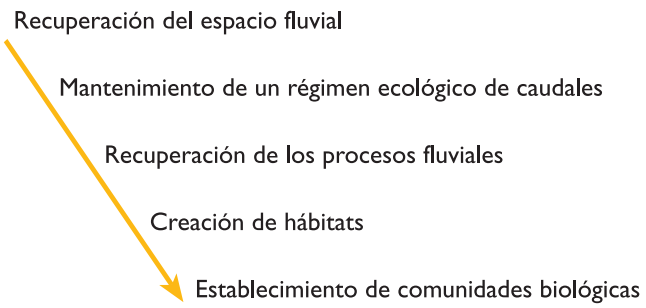 Recuperación del espacio fluvial
Mantenimiento de un régimen ecológico de caudales
Recuperación de los procesos fluviales
Creación de hábitats
Establecimiento de comunidades biológicas